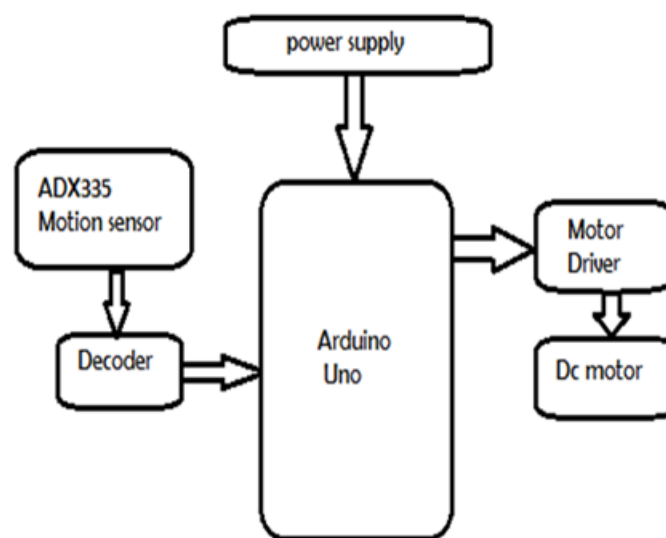 power supply
ADX335
Motion sensor
Decoder
Arduino
Uno
Motor
Driver
Dc motor